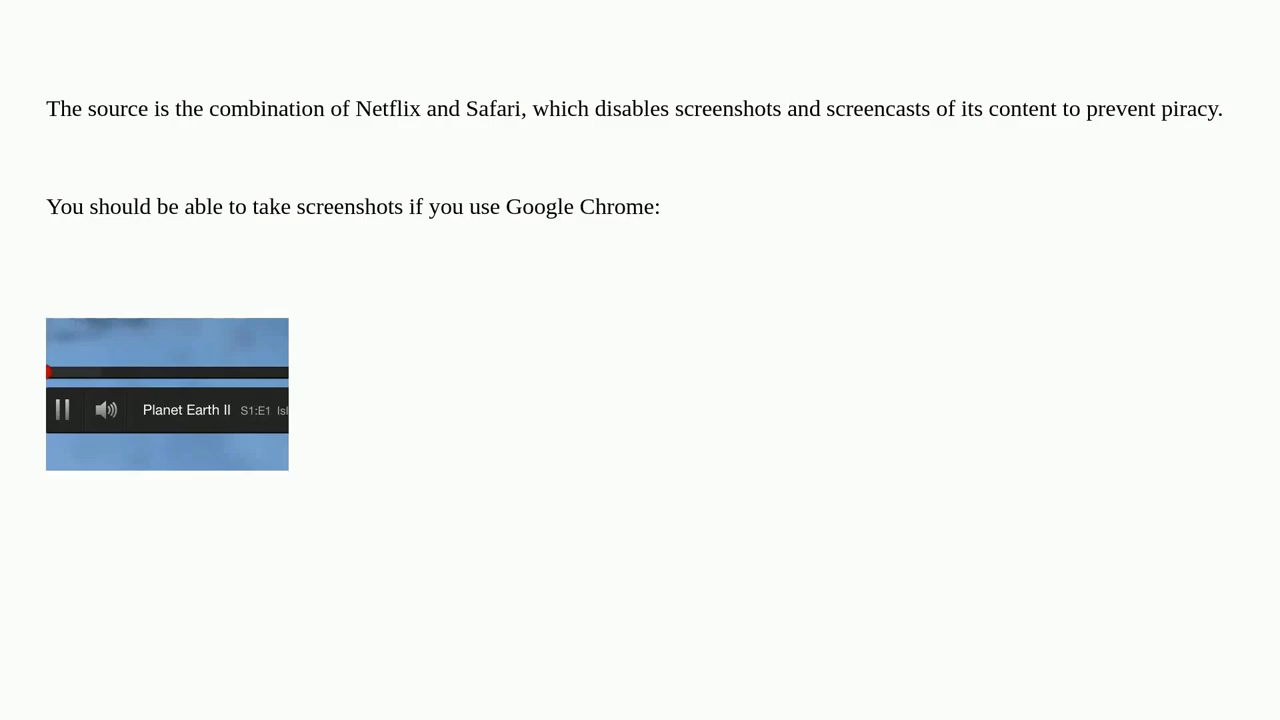 The source is the combination of Netflix and Safari, which disables screenshots and screencasts of its content to prevent piracy.
You should be able to take screenshots if you use Google Chrome:
Planet Earth II S1:E1 Isl